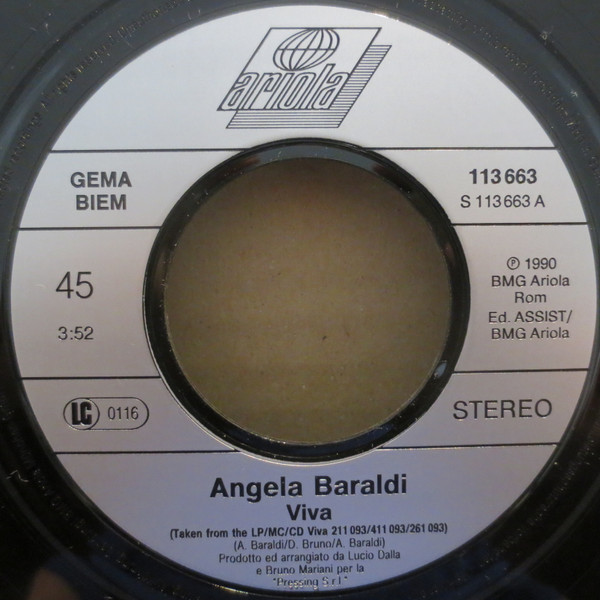 ariola
GEMA
BIEM
113 663
S 113 663 A
45
3:52
℗ 1990
BMG Ariola
Rom
Ed. ASSIST/
BMG Ariola
LC 0116
STEREO
Angela Baraldi
Viva
(Taken from the LP/MC/CD Viva 211 093/411 093/261 093)
(A. Baraldi/D. Bruno/A. Baraldi)
Prodotto ed arrangiato da Lucio Dalla
e Bruno Mariani per la
"Pressing S.r.l."